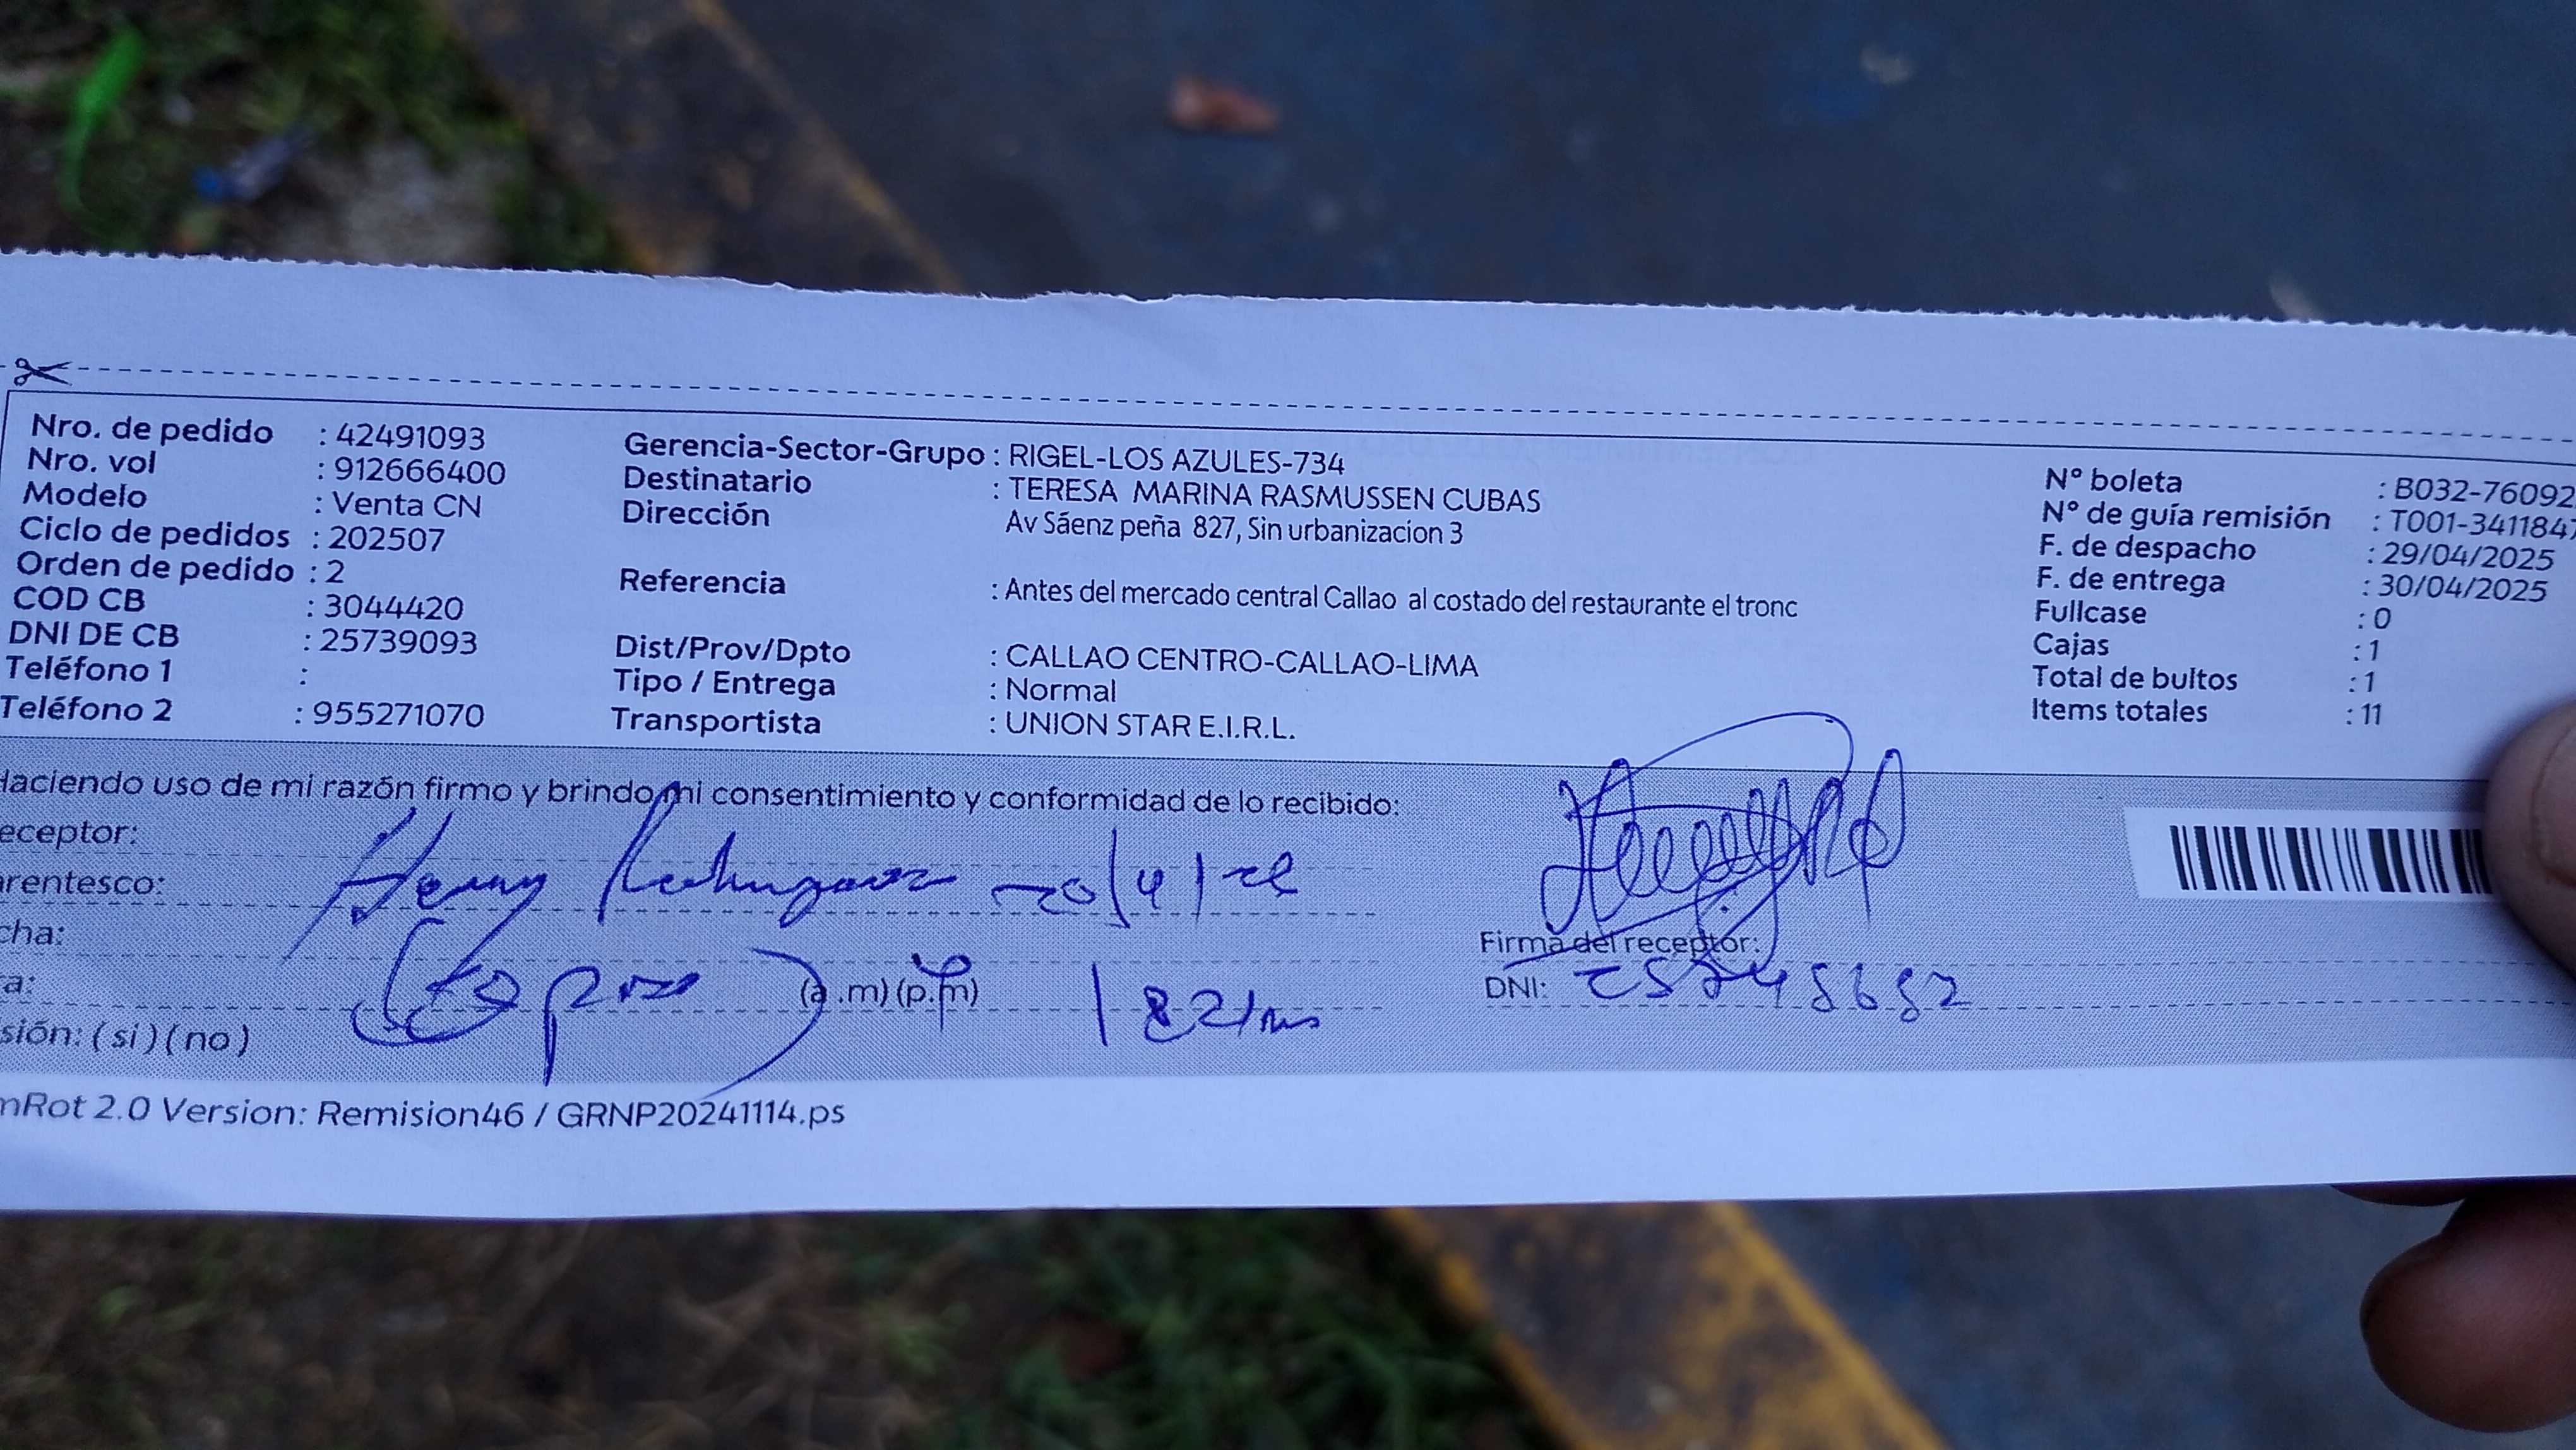 Nro. de pedido : 42491093
Nro. vol : 912666400
Modelo : Venta CN
Ciclo de pedidos : 202507
Orden de pedido : 2
COD CB : 3044420
DNI DE CB : 25739093
Teléfono 1 :
Teléfono 2 : 955271070
Gerencia-Sector-Grupo : RIGEL-LOS AZULES-734
Destinatario : TERESA MARINA RASMUSSEN CUBAS
Dirección Av Sáenz peña 827, Sin urbanizacion 3
Referencia : Antes del mercado central Callao al costado del restaurante el tronc
Dist/Prov/Dpto : CALLAO CENTRO-CALLAO-LIMA
Tipo / Entrega : Normal
Transportista : UNION STAR E.I.R.L.
N° boleta : B032-76092
N° de guía remisión : T001-3411847
F. de despacho : 29/04/2025
F. de entrega : 30/04/2025
Fullcase : 0
Cajas : 1
Total de bultos : 1
Items totales : 11
Haciendo uso de mi razón firmo y brindo mi consentimiento y conformidad de lo recibido:
eceptor:
arentesco: Henry
cha:
a: (a .m) (p.m)
sión: ( si ) ( no )
Firma del receptor:
DNI:
mRot 2.0 Version: Remision46 / GRNP20241114.ps